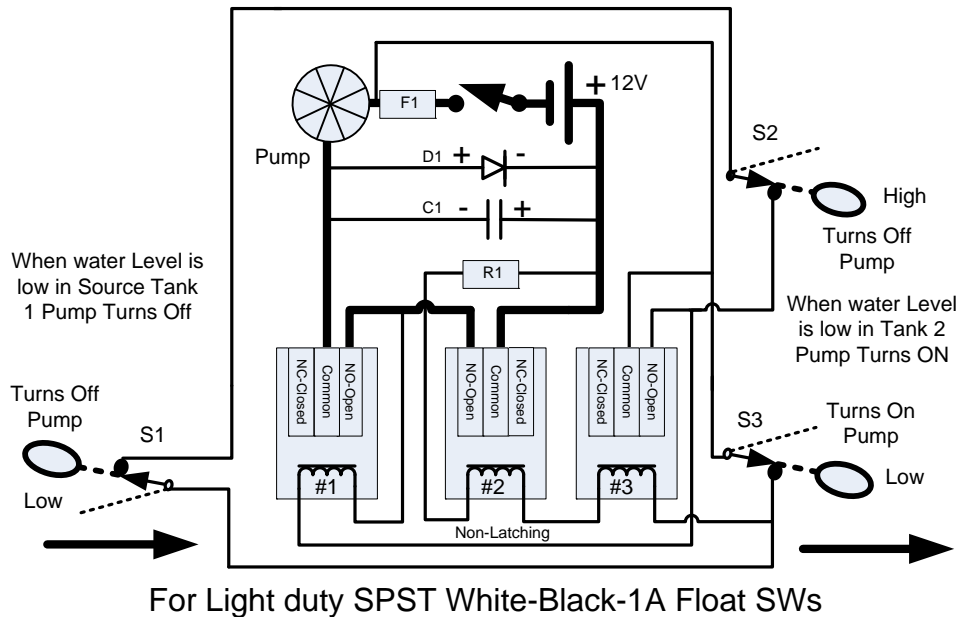 + 12V
F1
Pump
S2
D1 + -
C1 - +
High
Turns Off
Pump
When water Level is
low in Source Tank
1 Pump Turns Off
R1
When water Level
is low in Tank 2
Pump Turns ON
NC-Closed
Common
NO-Open
NO-Open
Common
NC-Closed
NC-Closed
Common
NO-Open
Turns Off
Pump
S1
Low
S3
Turns On
Pump
Low
#1
#2
#3
Non-Latching
For Light duty SPST White-Black-1A Float SWs